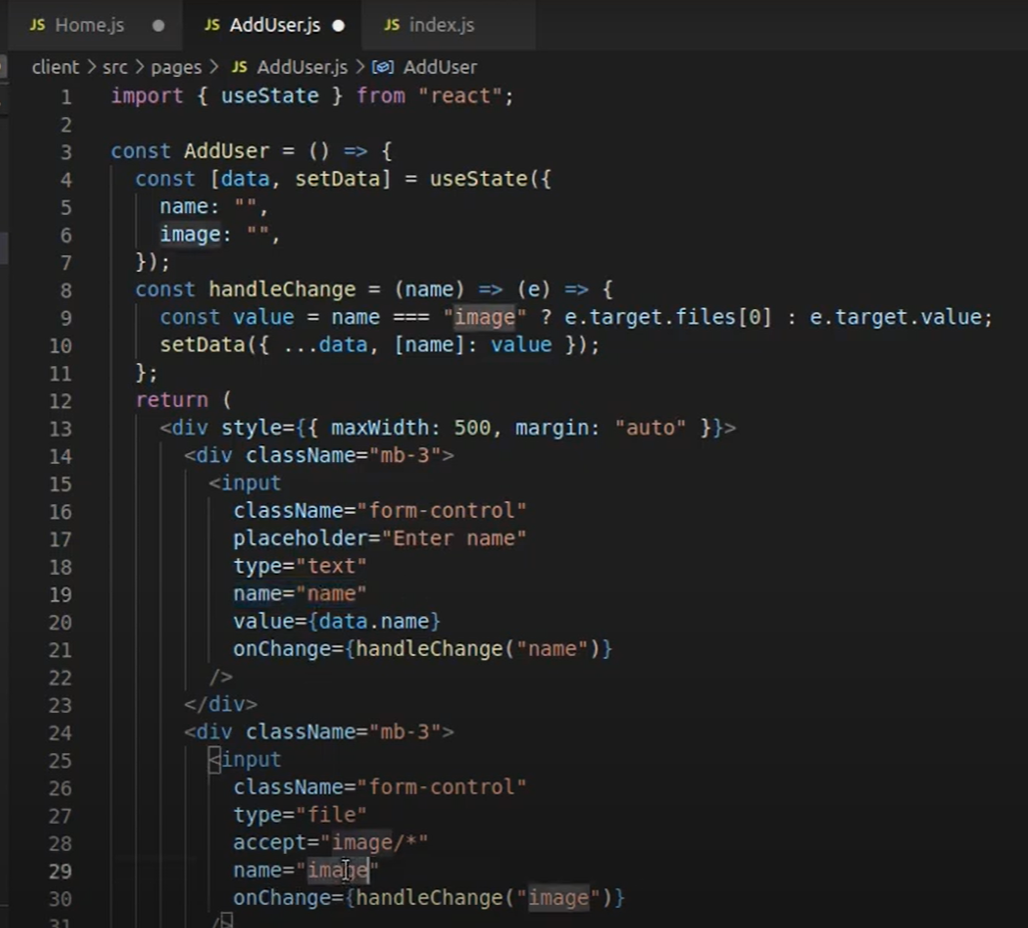 JS Home.js ● JS AddUser.js ● JS index.js
client > src > pages > JS AddUser.js > AddUser
1 import { useState } from "react";
2
3 const AddUser = () => {
4 const [data, setData] = useState({
5 name: "",
6 image: "",
7 });
8 const handleChange = (name) => (e) => {
9 const value = name === "image" ? e.target.files[0] : e.target.value;
10 setData({ ...data, [name]: value });
11 };
12 return (
13 <div style={{ maxWidth: 500, margin: "auto" }}>
14 <div className="mb-3">
15 <input
16 className="form-control"
17 placeholder="Enter name"
18 type="text"
19 name="name"
20 value={data.name}
21 onChange={handleChange("name")}
22 />
23 </div>
24 <div className="mb-3">
25 <input
26 className="form-control"
27 type="file"
28 accept="image/*"
29 name="image"
30 onChange={handleChange("image")}
31 />